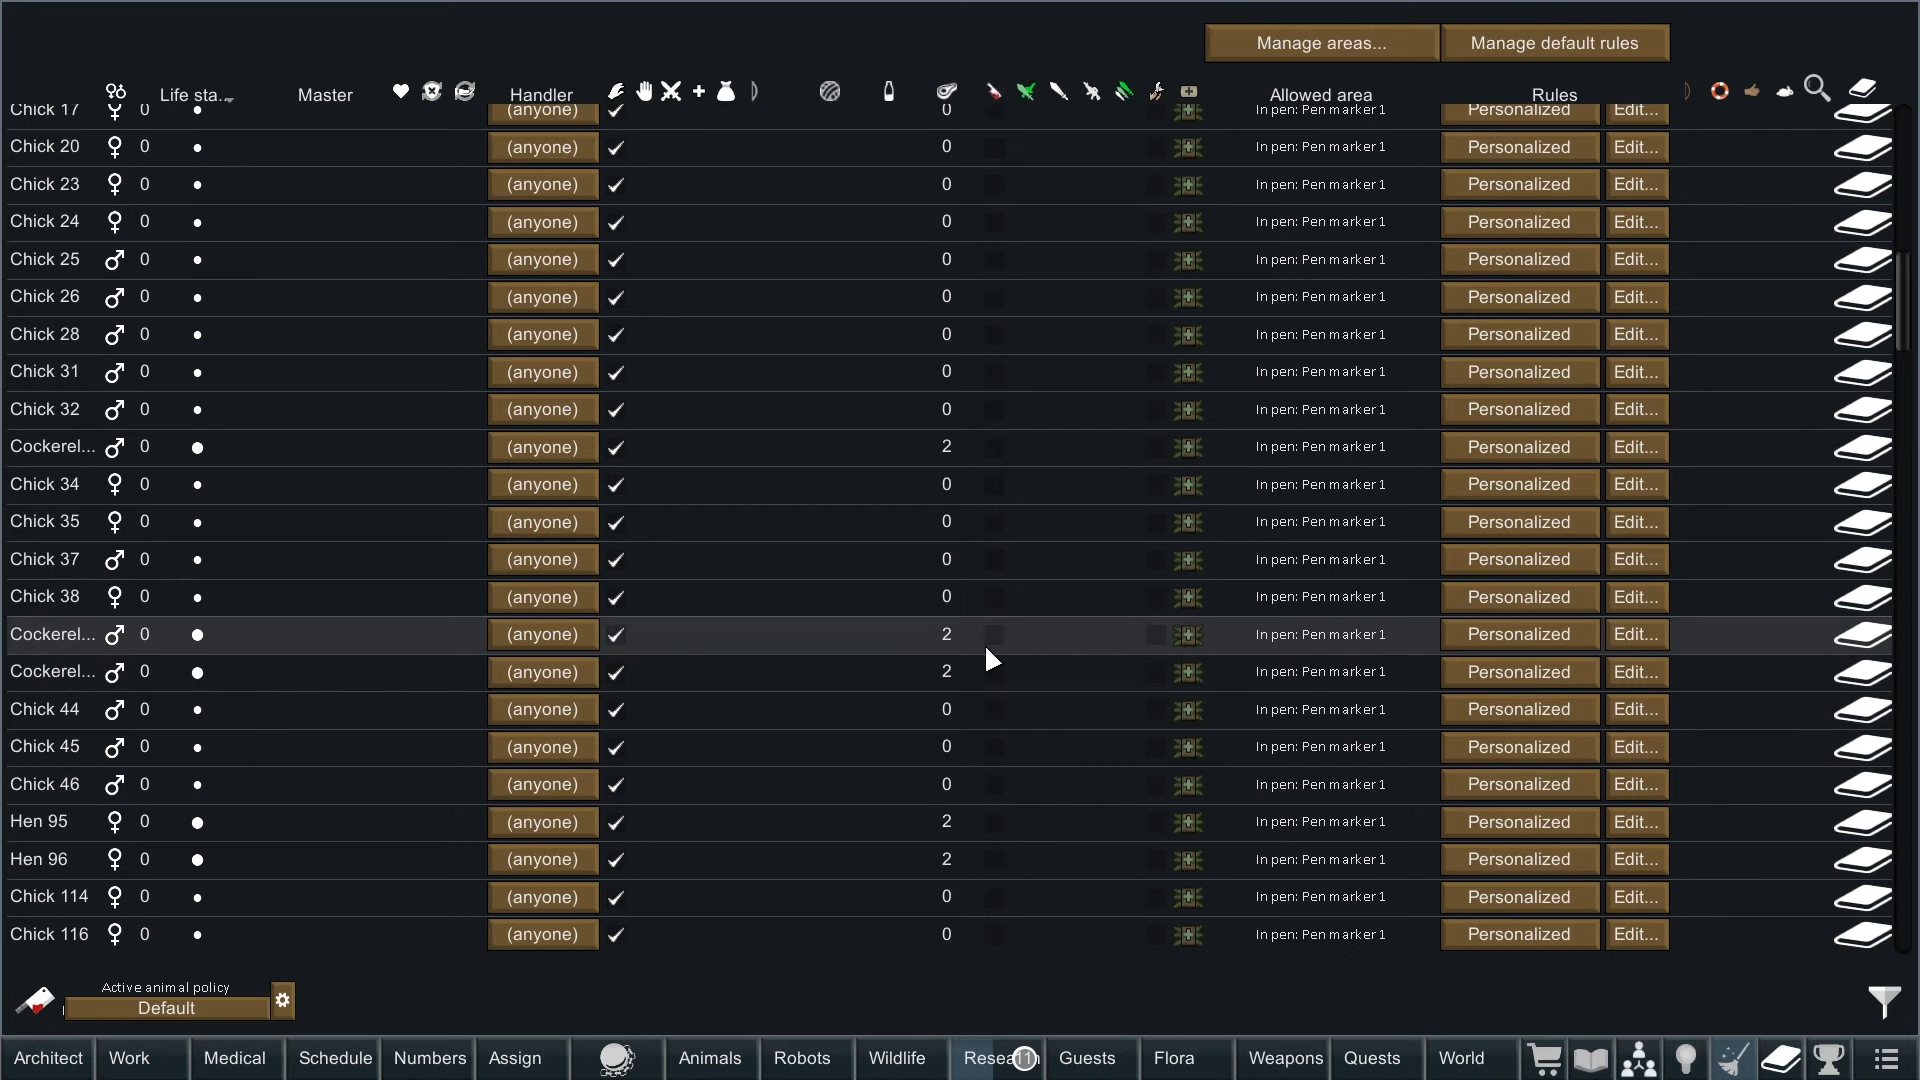 Manage areas... Manage default rules
Life sta... Master Handler Allowed area Rules
Chick 17 0 (anyone) 0 In pen: Pen marker 1 Personalized Edit...
Chick 20 0 (anyone) 0 In pen: Pen marker 1 Personalized Edit...
Chick 23 0 (anyone) 0 In pen: Pen marker 1 Personalized Edit...
Chick 24 0 (anyone) 0 In pen: Pen marker 1 Personalized Edit...
Chick 25 0 (anyone) 0 In pen: Pen marker 1 Personalized Edit...
Chick 26 0 (anyone) 0 In pen: Pen marker 1 Personalized Edit...
Chick 28 0 (anyone) 0 In pen: Pen marker 1 Personalized Edit...
Chick 31 0 (anyone) 0 In pen: Pen marker 1 Personalized Edit...
Chick 32 0 (anyone) 0 In pen: Pen marker 1 Personalized Edit...
Cockerel... 0 (anyone) 2 In pen: Pen marker 1 Personalized Edit...
Chick 34 0 (anyone) 0 In pen: Pen marker 1 Personalized Edit...
Chick 35 0 (anyone) 0 In pen: Pen marker 1 Personalized Edit...
Chick 37 0 (anyone) 0 In pen: Pen marker 1 Personalized Edit...
Chick 38 0 (anyone) 0 In pen: Pen marker 1 Personalized Edit...
Cockerel... 0 (anyone) 2 In pen: Pen marker 1 Personalized Edit...
Cockerel... 0 (anyone) 2 In pen: Pen marker 1 Personalized Edit...
Chick 44 0 (anyone) 0 In pen: Pen marker 1 Personalized Edit...
Chick 45 0 (anyone) 0 In pen: Pen marker 1 Personalized Edit...
Chick 46 0 (anyone) 0 In pen: Pen marker 1 Personalized Edit...
Hen 95 0 (anyone) 2 In pen: Pen marker 1 Personalized Edit...
Hen 96 0 (anyone) 2 In pen: Pen marker 1 Personalized Edit...
Chick 114 0 (anyone) 0 In pen: Pen marker 1 Personalized Edit...
Chick 116 0 (anyone) 0 In pen: Pen marker 1 Personalized Edit...
Active animal policy
Default
Architect Work Medical Schedule Numbers Assign Animals Robots Wildlife 11 Guests Flora Weapons Quests World